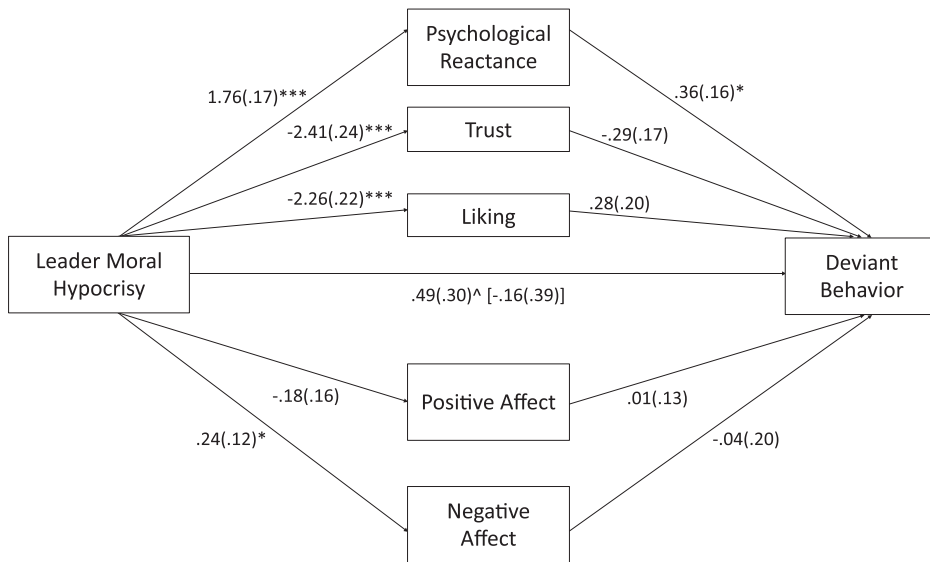 Psychological
Reactance
1.76(.17)***
.36(.16)*
-2.41(.24)***
Trust
-.29(.17)
-2.26(.22)***
Liking
.28(.20)
Leader Moral
Hypocrisy
Deviant
Behavior
.49(.30)^ [-.16(.39)]
-.18(.16)
Positive Affect
.01(.13)
.24(.12)*
-.04(.20)
Negative
Affect